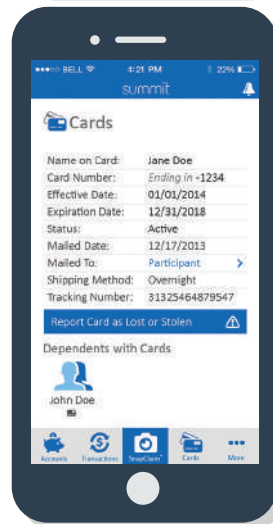 BELL 4:21 PM 22%
summit
Cards
Name on Card: Jane Doe
Card Number: Ending in -1234
Effective Date: 01/01/2014
Expiration Date: 12/31/2018
Status: Active
Mailed Date: 12/17/2013
Mailed To: Participant >
Shipping Method: Overnight
Tracking Number: 31325464879547
Report Card as Lost or Stolen
Dependents with Cards
John Doe
Accounts Transactions SnapClaim Cards More